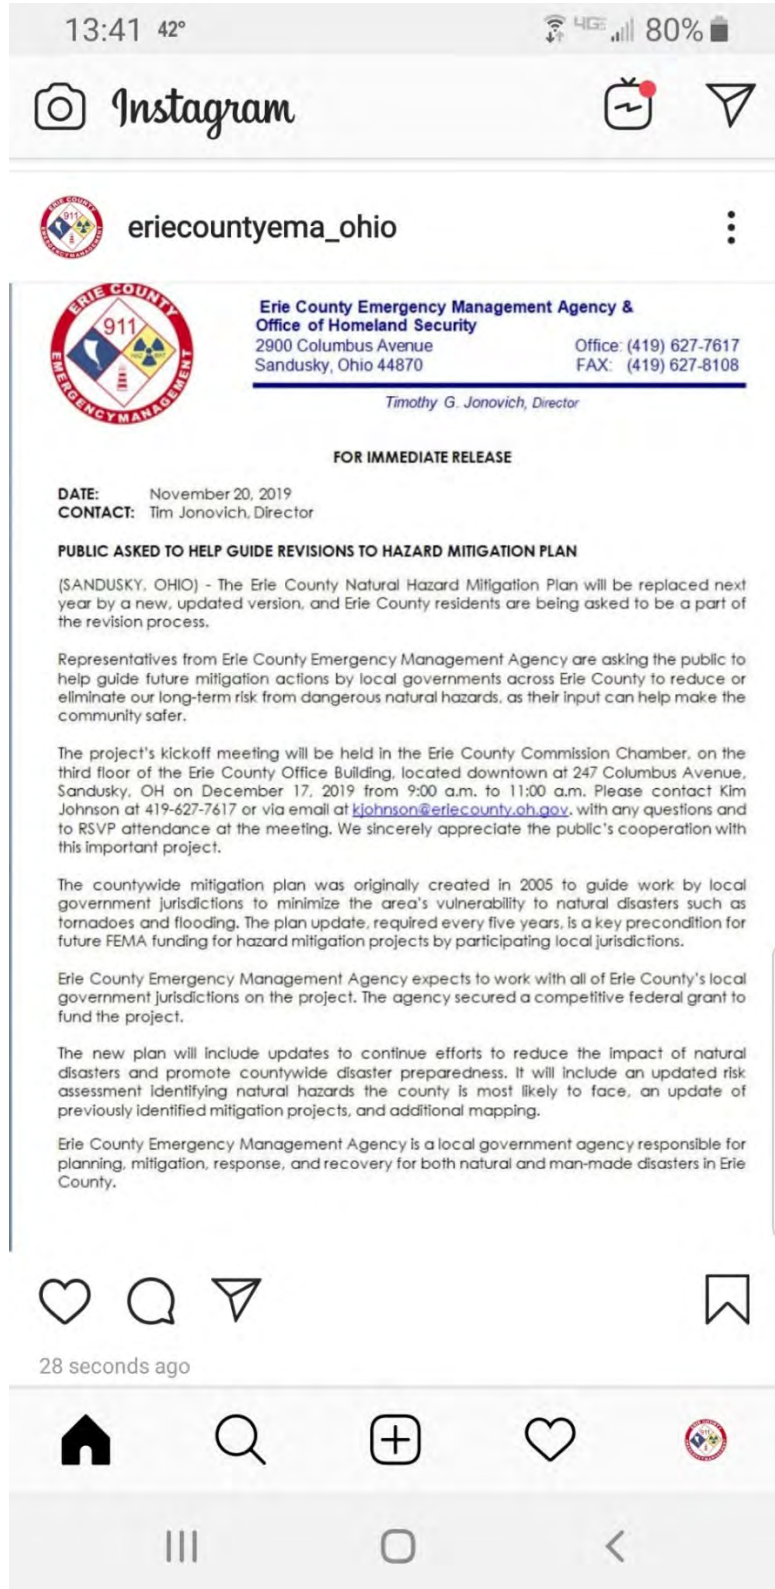 13:41 42° 4GE 80%
Instagram
eriecountyema_ohio
ERIE COUNTY
911
EMERGENCY MANAGEMENT
Erie County Emergency Management Agency &
Office of Homeland Security
2900 Columbus Avenue Office: (419) 627-7617
Sandusky, Ohio 44870 FAX: (419) 627-8108
Timothy G. Jonovich, Director
FOR IMMEDIATE RELEASE
DATE: November 20, 2019
CONTACT: Tim Jonovich, Director
PUBLIC ASKED TO HELP GUIDE REVISIONS TO HAZARD MITIGATION PLAN
(SANDUSKY, OHIO) - The Erie County Natural Hazard Mitigation Plan will be replaced next
year by a new, updated version, and Erie County residents are being asked to be a part of
the revision process.
Representatives from Erie County Emergency Management Agency are asking the public to
help guide future mitigation actions by local governments across Erie County to reduce or
eliminate our long-term risk from dangerous natural hazards, as their input can help make the
community safer.
The project's kickoff meeting will be held in the Erie County Commission Chamber, on the
third floor of the Erie County Office Building, located downtown at 247 Columbus Avenue,
Sandusky, OH on December 17, 2019 from 9:00 a.m. to 11:00 a.m. Please contact Kim
Johnson at 419-627-7617 or via email at kjohnson@eriecounty.oh.gov, with any questions and
to RSVP attendance at the meeting. We sincerely appreciate the public's cooperation with
this important project.
The countywide mitigation plan was originally created in 2005 to guide work by local
government jurisdictions to minimize the area's vulnerability to natural disasters such as
tornadoes and flooding. The plan update, required every five years, is a key precondition for
future FEMA funding for hazard mitigation projects by participating local jurisdictions.
Erie County Emergency Management Agency expects to work with all of Erie County's local
government jurisdictions on the project. The agency secured a competitive federal grant to
fund the project.
The new plan will include updates to continue efforts to reduce the impact of natural
disasters and promote countywide disaster preparedness. It will include an updated risk
assessment identifying natural hazards the county is most likely to face, an update of
previously identified mitigation projects, and additional mapping.
Erie County Emergency Management Agency is a local government agency responsible for
planning, mitigation, response, and recovery for both natural and man-made disasters in Erie
County.
28 seconds ago